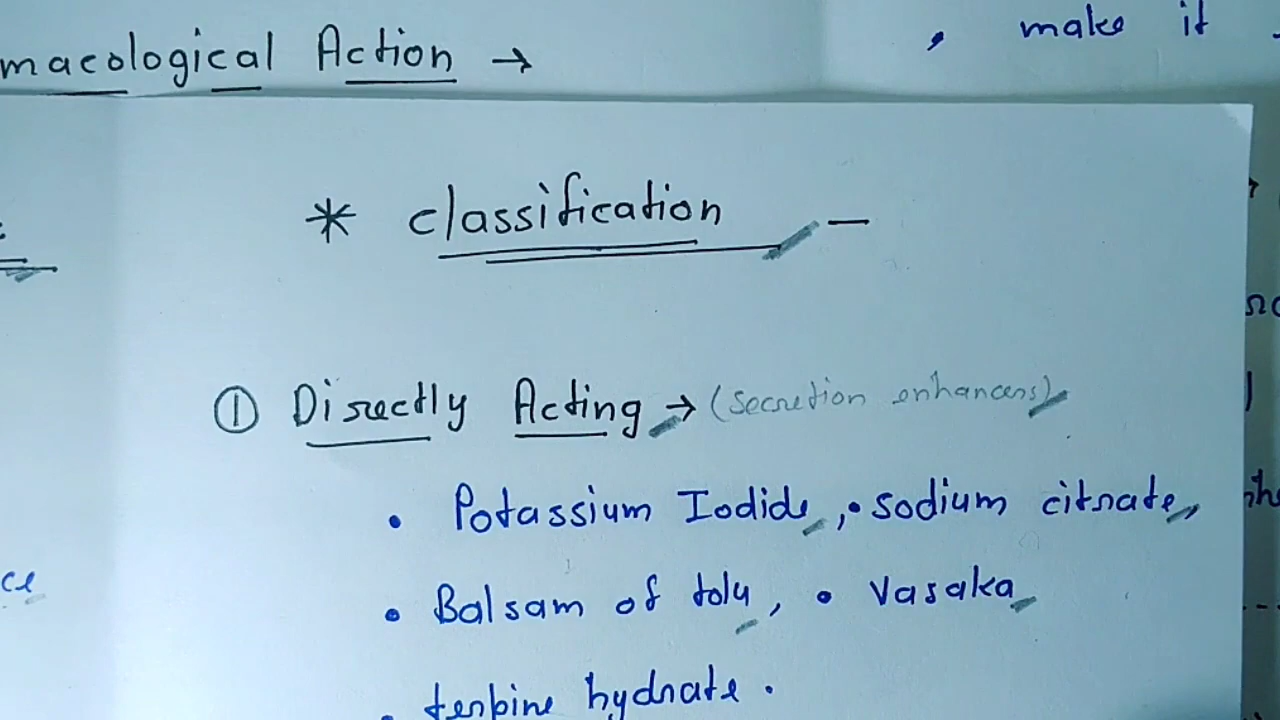 macological Action →
, make it
* classification –
① Directly Acting → (secretion enhancers)
• Potassium Iodide, • sodium citrate,
• Balsam of tolu, • Vasaka
• terpine hydrate.
ce